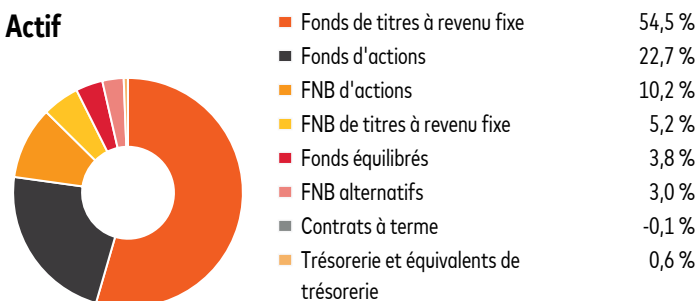 Actif
Fonds de titres à revenu fixe 54,5 %
Fonds d'actions 22,7 %
FNB d'actions 10,2 %
FNB de titres à revenu fixe 5,2 %
Fonds équilibrés 3,8 %
FNB alternatifs 3,0 %
Contrats à terme -0,1 %
Trésorerie et équivalents de 0,6 %
trésorerie